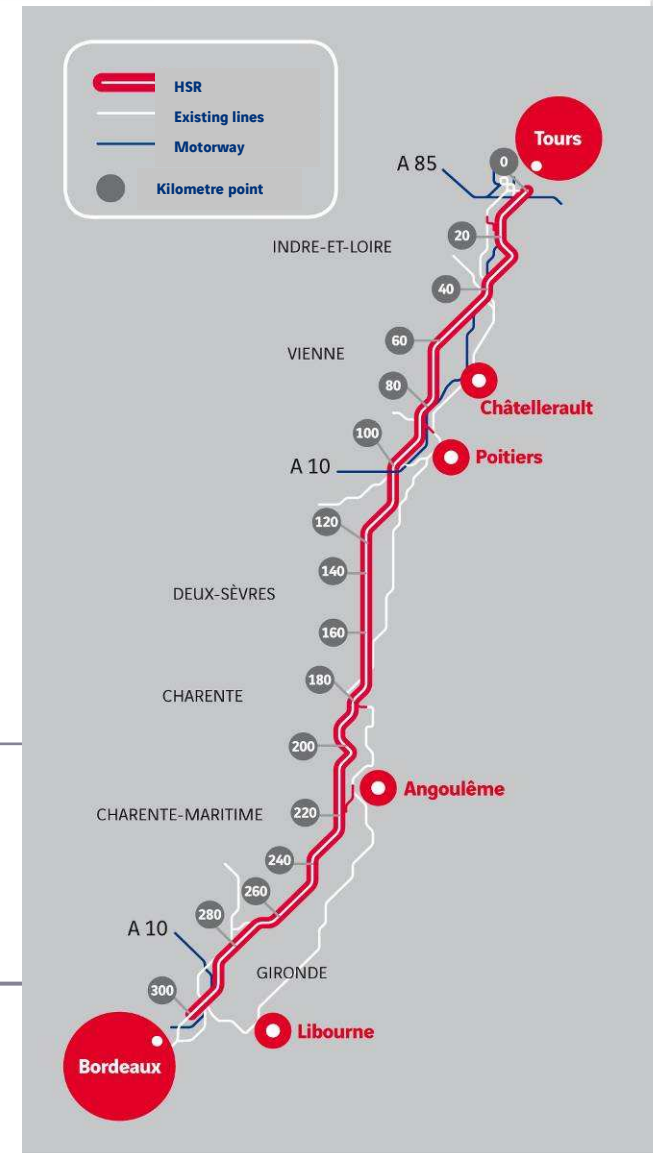 HSR
Existing lines
Motorway
Kilometre point
Tours
0
A 85
20
INDRE-ET-LOIRE
40
60
VIENNE
80
Châtellerault
100
Poitiers
A 10
120
140
DEUX-SÈVRES
160
180
CHARENTE
200
Angoulême
220
CHARENTE-MARITIME
240
260
280
A 10
GIRONDE
300
Libourne
Bordeaux